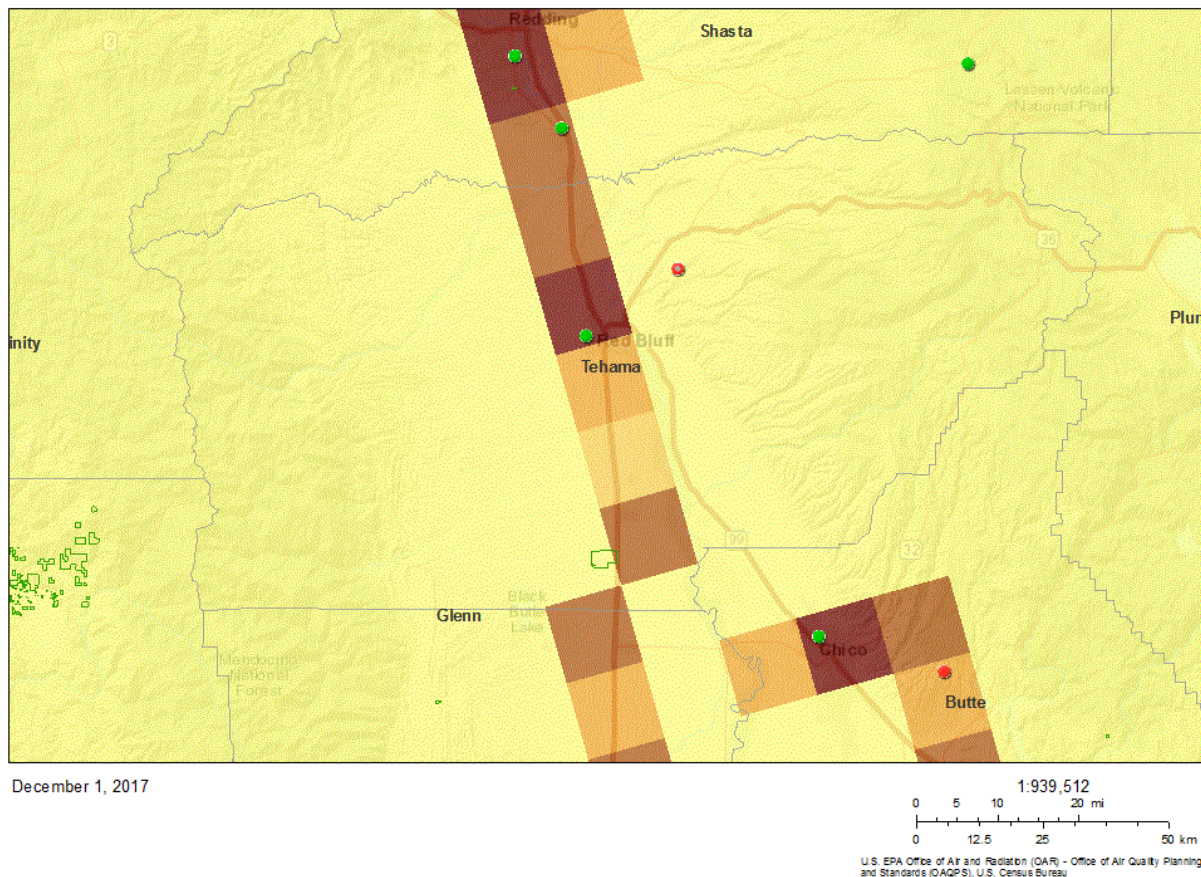 Redding
Shasta
3
Lassen Volcanic
National Park
36
Red Bluff
Tehama
inity
Plur
99
32
Black
Butte
Lake
Glenn
Chico
Mendocino
National
Forest
Butte
December 1, 2017
1:939,512
0 5 10 20 mi
0 12.5 25 50 km
U.S. EPA Office of Air and Radiation (OAR) - Office of Air Quality Planning
and Standards (OAQPS), U.S. Census Bureau